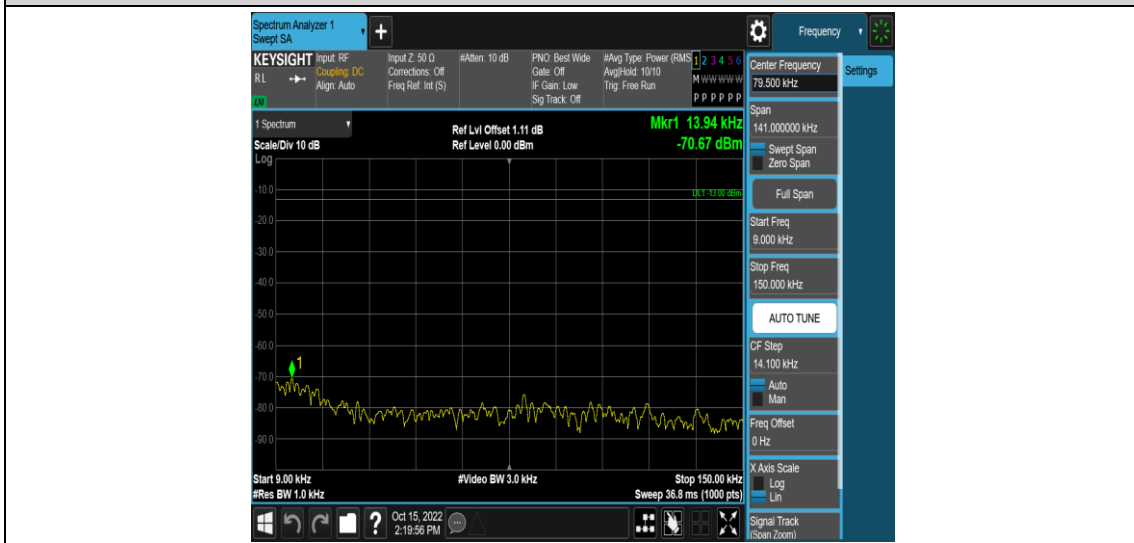 Spectrum Analyzer 1
Swept SA
+
Frequency
KEYSIGHT
RL
LXI
Input: RF
Coupling: DC
Align: Auto
Input Z: 50 Ω
Corrections: Off
Freq Ref: Int (S)
#Atten: 10 dB
PNO: Best Wide
Gate: Off
IF Gain: Low
Sig Track: Off
#Avg Type: Power (RMS
Avg|Hold: 10/10
Trig: Free Run
1 2 3 4 5 6
M W W W W W
P P P P P P
Center Frequency
79.500 kHz
Settings
Span
141.000000 kHz
Swept Span
Zero Span
Full Span
Start Freq
9.000 kHz
Stop Freq
150.000 kHz
AUTO TUNE
CF Step
14.100 kHz
Auto
Man
Freq Offset
0 Hz
X Axis Scale
Log
Lin
Signal Track
(Span Zoom)
1 Spectrum
Scale/Div 10 dB
Log
Ref Lvl Offset 1.11 dB
Ref Level 0.00 dBm
Mkr1 13.94 kHz
-70.67 dBm
DL1 -13.00 dBm
-10.0
-20.0
-30.0
-40.0
-50.0
-60.0
-70.0
-80.0
-90.0
1
Start 9.00 kHz
#Res BW 1.0 kHz
#Video BW 3.0 kHz
Stop 150.00 kHz
Sweep 36.8 ms (1000 pts)
?
Oct 15, 2022
2:19:56 PM